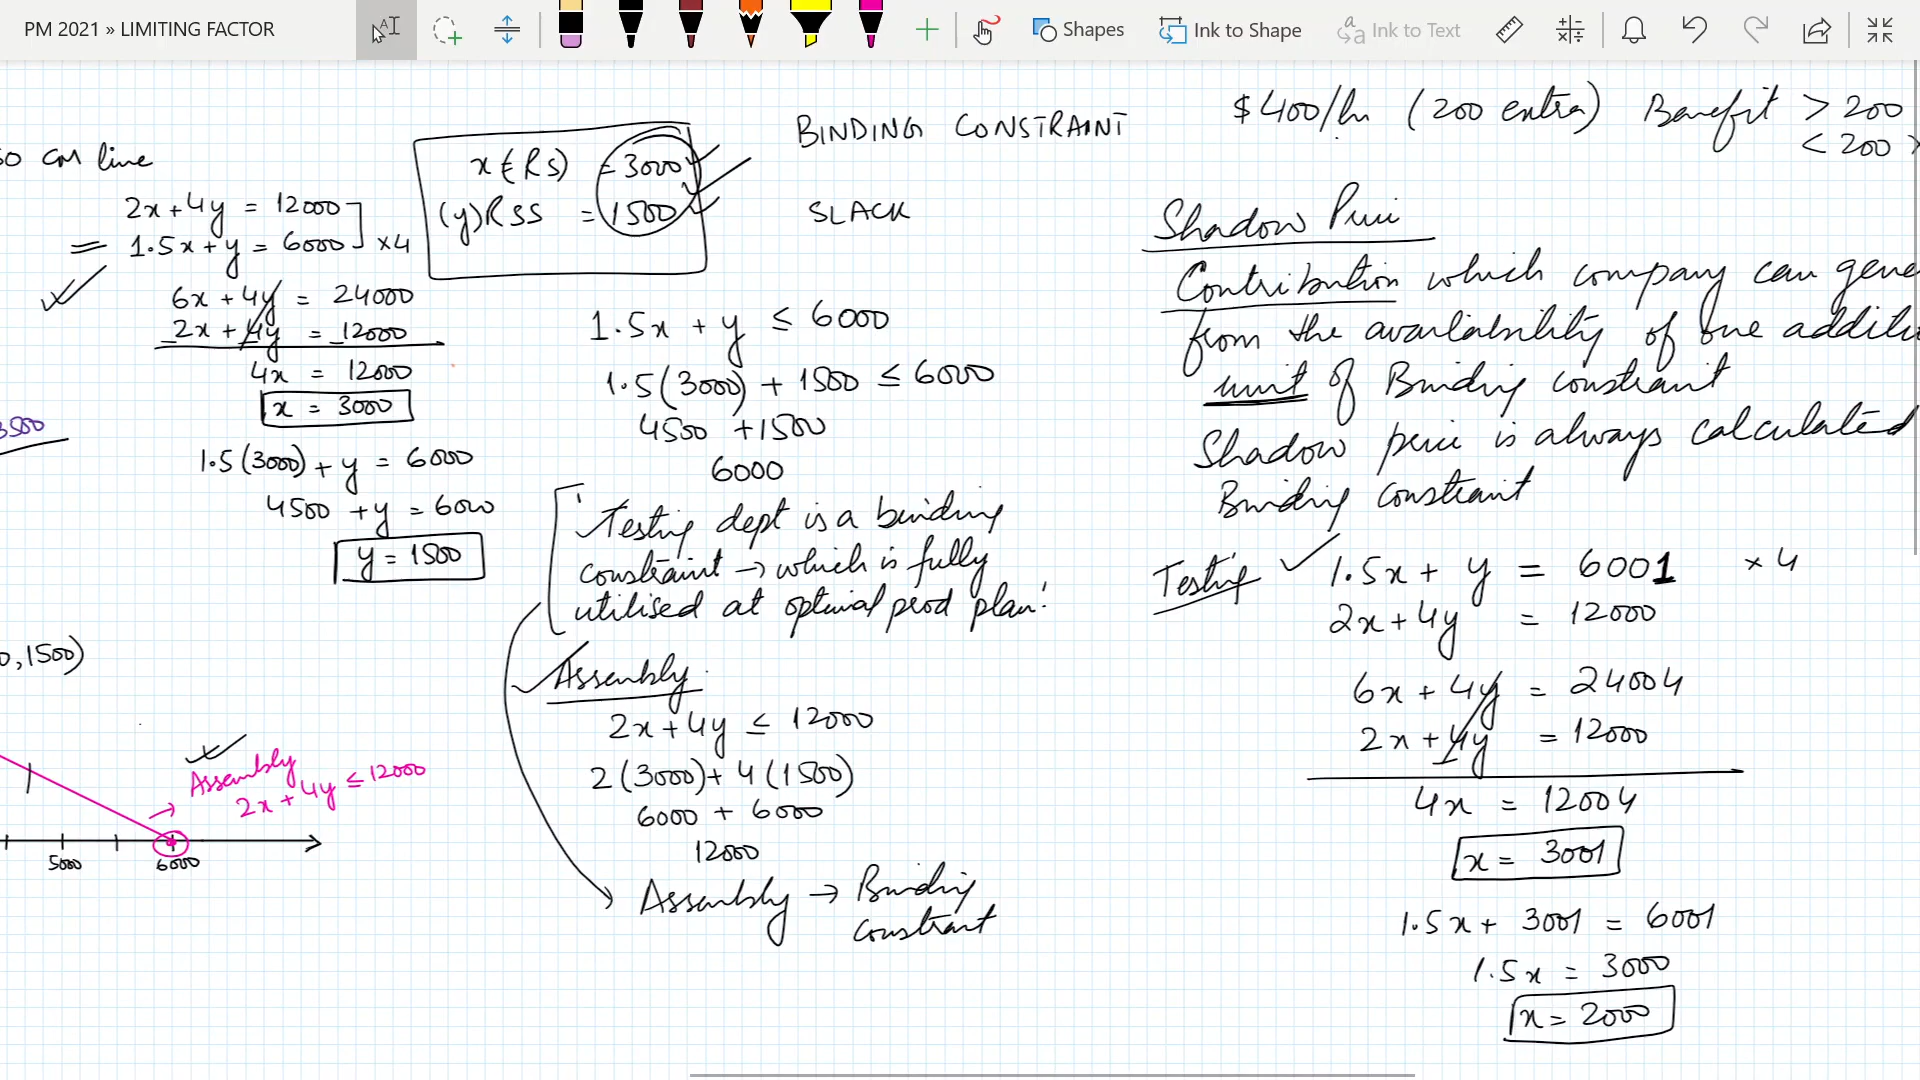 PM 2021 » LIMITING FACTOR
Shapes
Ink to Shape
Ink to Text
CM line
2x + 4y = 12000
1.5x + y = 6000 ×4
6x + 4y = 24000
2x + 4y = 12000
4x = 12000
x = 3000
1.5(3000) + y = 6000
4500 + y = 6000
y = 1500
3500
,1500)
Assembly
2x + 4y ≤ 12000
5000
6000
x (RS) = 3000
(y) RSS = 1500
BINDING CONSTRAINT
SLACK
1.5x + y ≤ 6000
1.5(3000) + 1500 ≤ 6000
4500 + 1500
6000
Testing dept is a binding
constraint → which is fully
utilised at optimal prod plan!
Assembly
2x + 4y ≤ 12000
2(3000) + 4(1500)
6000 + 6000
12000
Assembly → Binding
constraint
$400/hr (200 extra) Benefit > 200
< 200
Shadow Price
Contribution which company can gene
from the availability of one additi
unit of Binding constraint
Shadow price is always calculated
Binding constraint
Testing 1.5x + y = 6001 ×4
2x + 4y = 12000
6x + 4y = 24004
2x + 4y = 12000
4x = 12004
x = 3001
1.5x + 3001 = 6001
1.5x = 3000
x = 2000